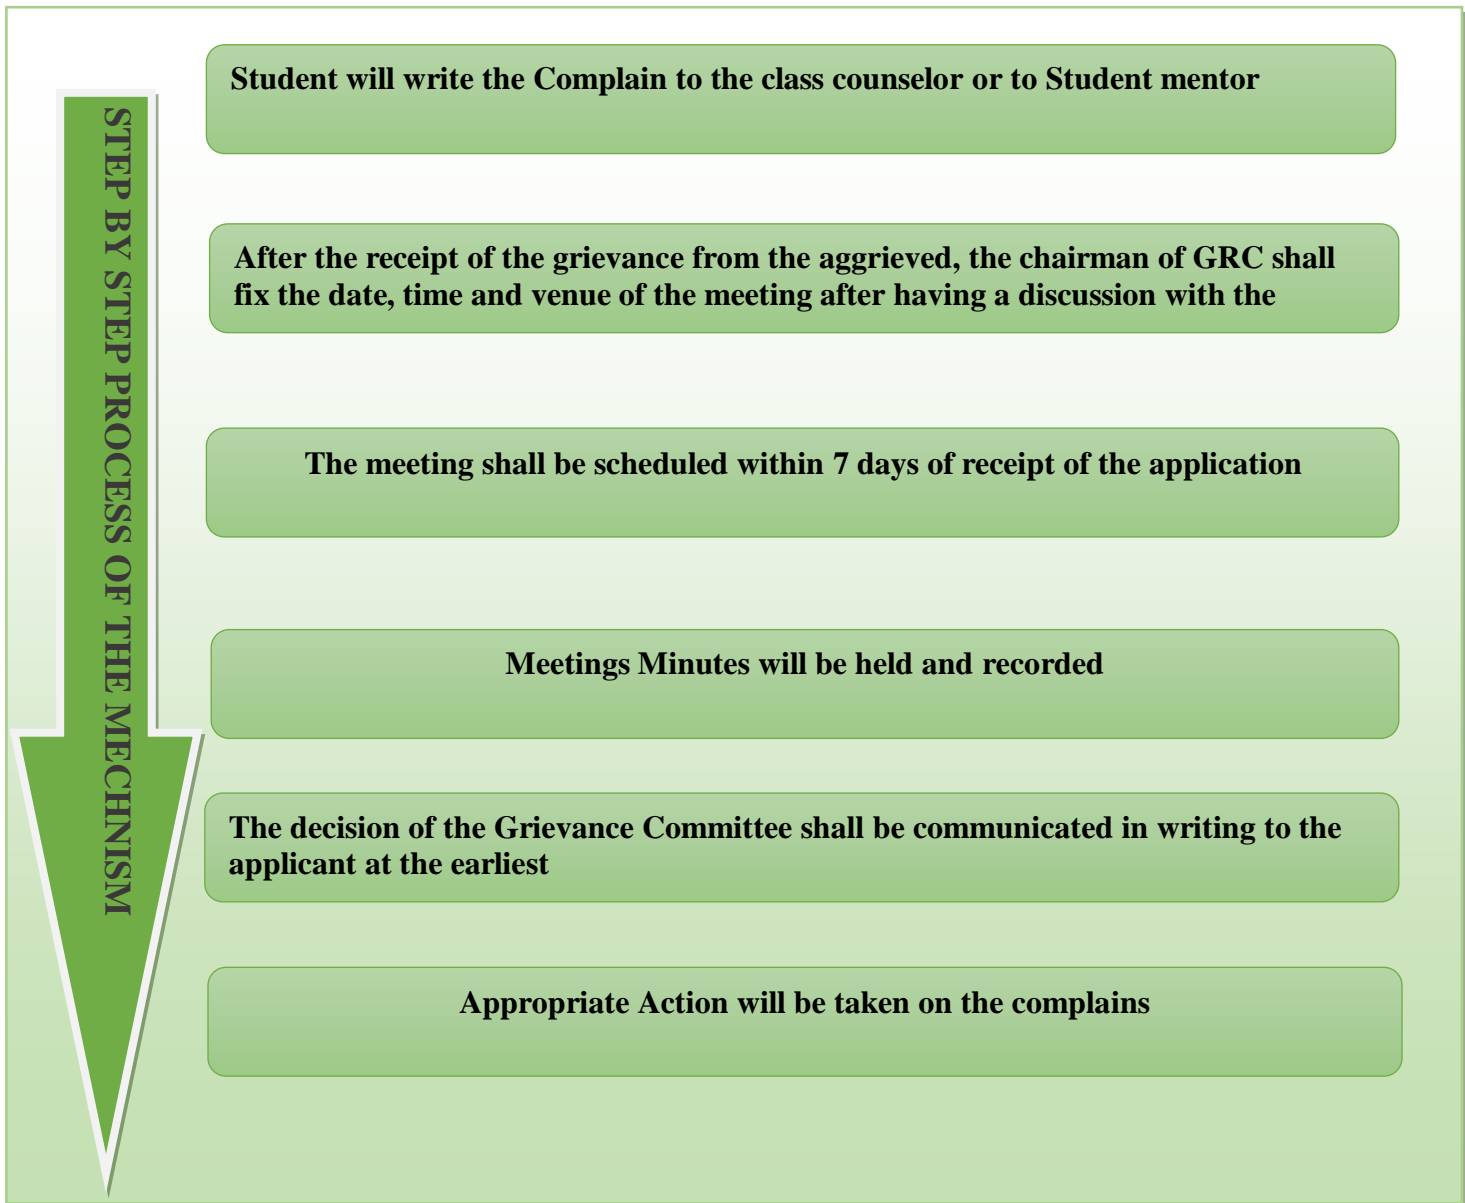 STEP BY STEP PROCESS OF THE MECHNISM
Student will write the Complain to the class counselor or to Student mentor
After the receipt of the grievance from the aggrieved, the chairman of GRC shall
fix the date, time and venue of the meeting after having a discussion with the
The meeting shall be scheduled within 7 days of receipt of the application
Meetings Minutes will be held and recorded
The decision of the Grievance Committee shall be communicated in writing to the
applicant at the earliest
Appropriate Action will be taken on the complains